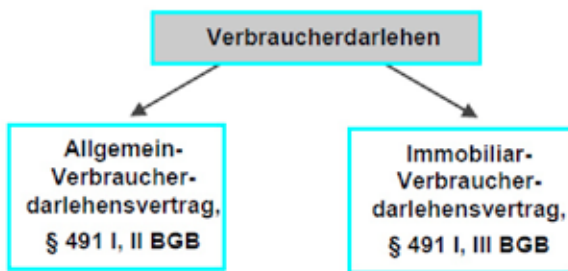 Verbraucherdarlehen
Allgemein-
Verbraucher-
darlehensvertrag,
§ 491 I, II BGB
Immobiliar-
Verbraucher-
darlehensvertrag,
§ 491 I, III BGB